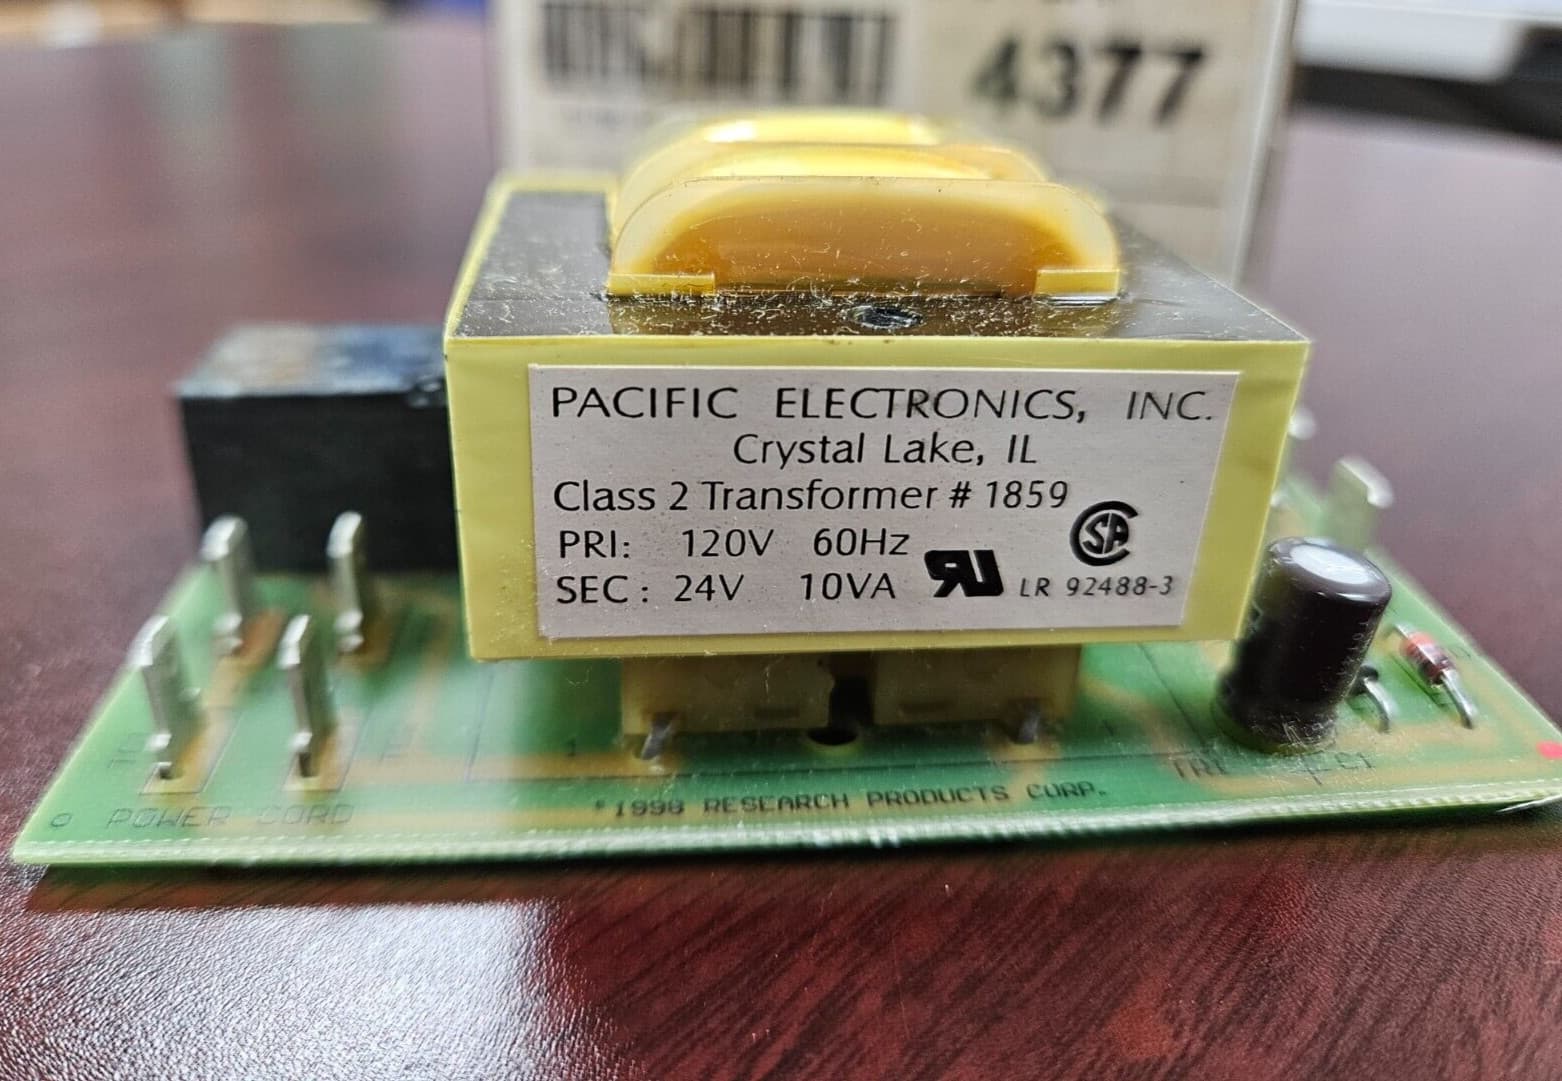 4377
PACIFIC ELECTRONICS, INC.
Crystal Lake, IL
Class 2 Transformer # 1859
PRI: 120V 60Hz
SEC: 24V 10VA
LR 92488-3
POWER CORD
©1998 RESEARCH PRODUCTS CORP.